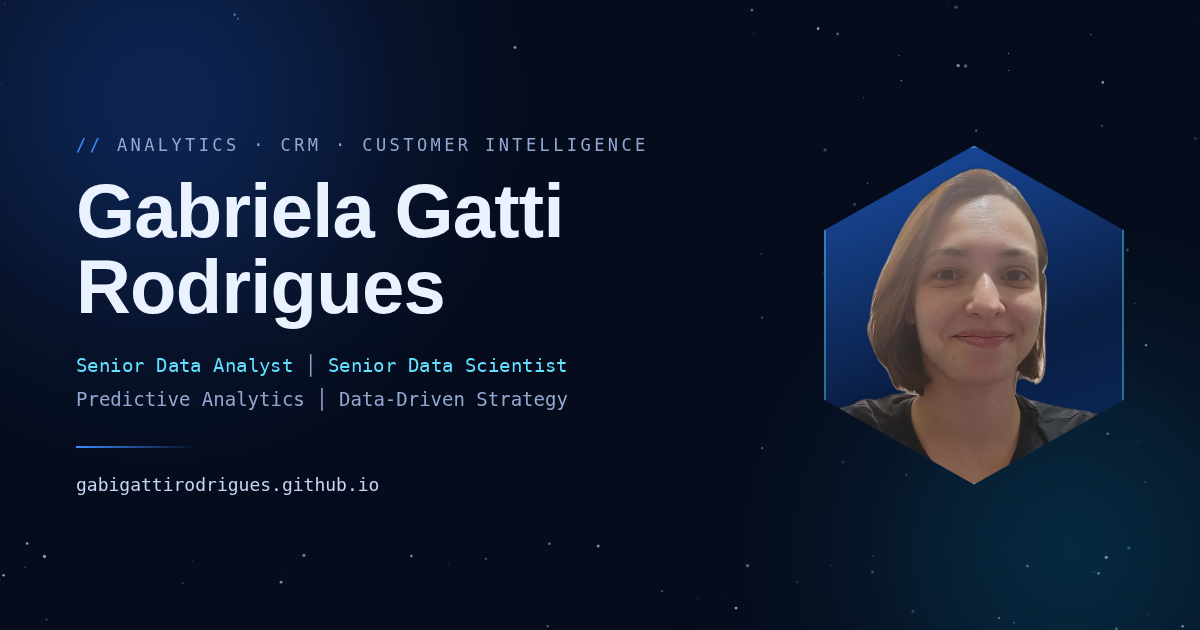 // ANALYTICS · CRM · CUSTOMER INTELLIGENCE
Gabriela Gatti
Rodrigues
Senior Data Analyst | Senior Data Scientist
Predictive Analytics | Data-Driven Strategy
gabigattirodrigues.github.io